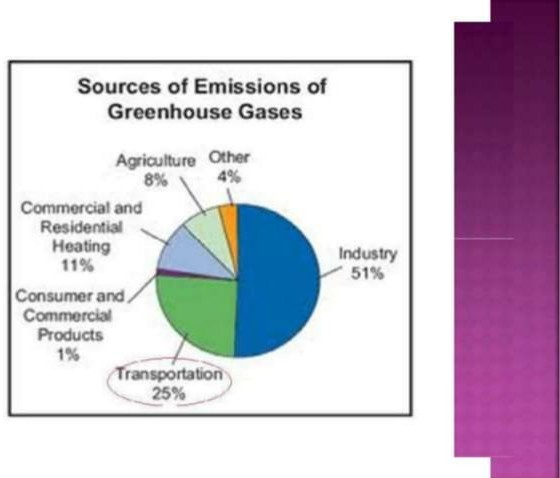 Sources of Emissions of
Greenhouse Gases
Agriculture
8%
Other
4%
Commercial and
Residential
Heating
11%
Industry
51%
Consumer and
Commercial
Products
1%
Transportation
25%